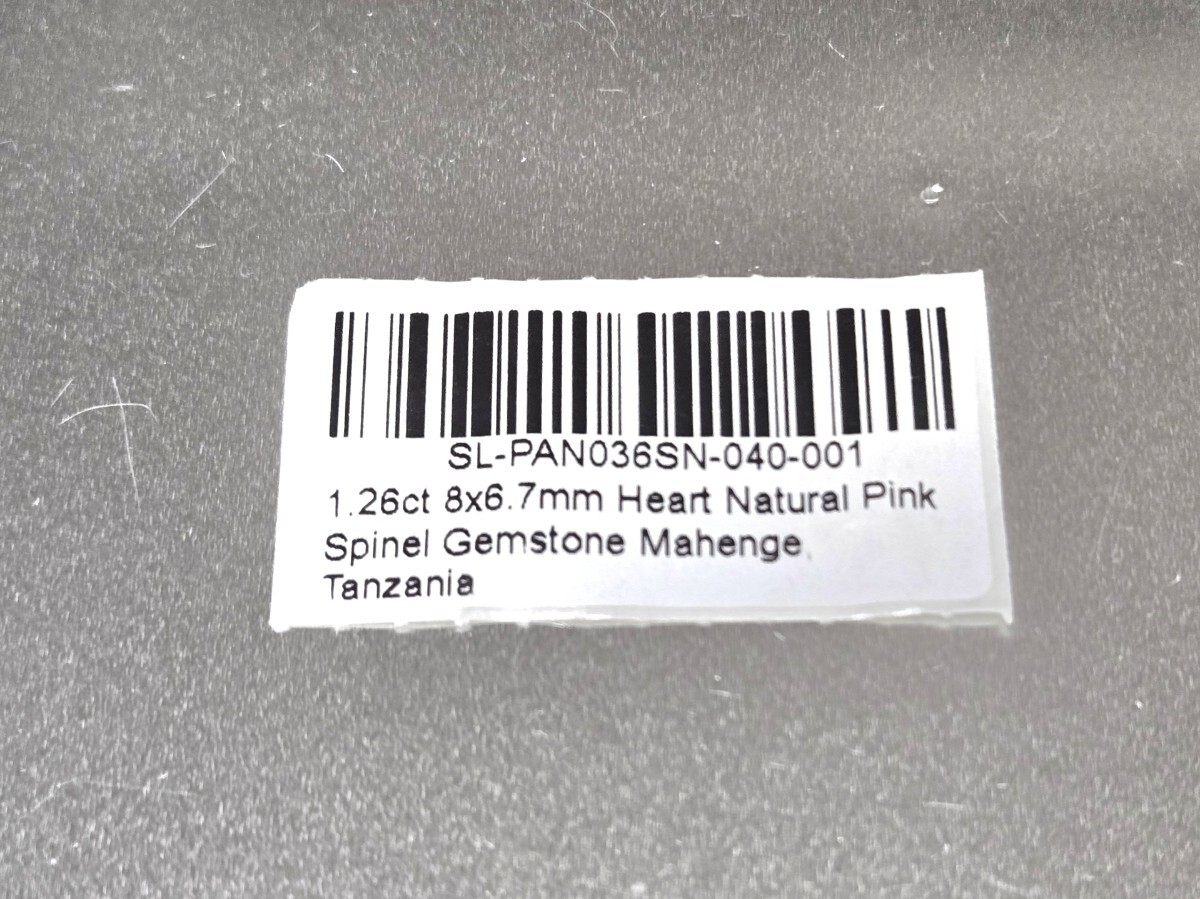 SL-PAN036SN-040-001
1.26ct 8x6.7mm Heart Natural Pink
Spinel Gemstone Mahenge,
Tanzania